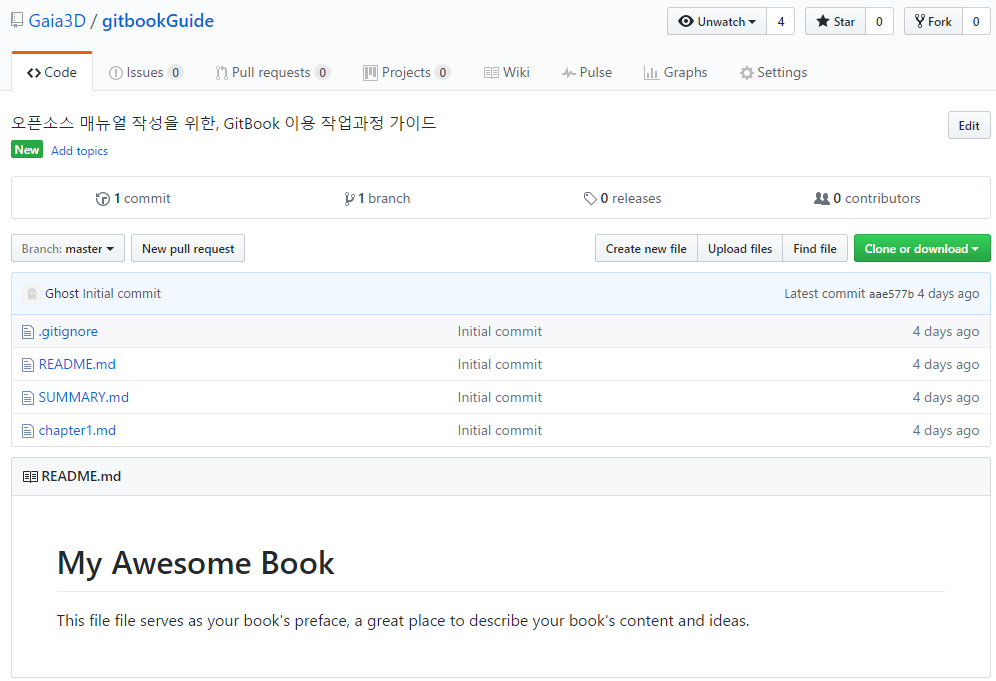 Gaia3D / gitbookGuide
Unwatch 4 Star 0 Fork 0
Code Issues 0 Pull requests 0 Projects 0 Wiki Pulse Graphs Settings
오픈소스 매뉴얼 작성을 위한, GitBook 이용 작업과정 가이드
Edit
New Add topics
1 commit 1 branch 0 releases 0 contributors
Branch: master New pull request Create new file Upload files Find file Clone or download
Ghost Initial commit Latest commit aae577b 4 days ago
.gitignore Initial commit 4 days ago
README.md Initial commit 4 days ago
SUMMARY.md Initial commit 4 days ago
chapter1.md Initial commit 4 days ago
README.md
My Awesome Book
This file file serves as your book's preface, a great place to describe your book's content and ideas.